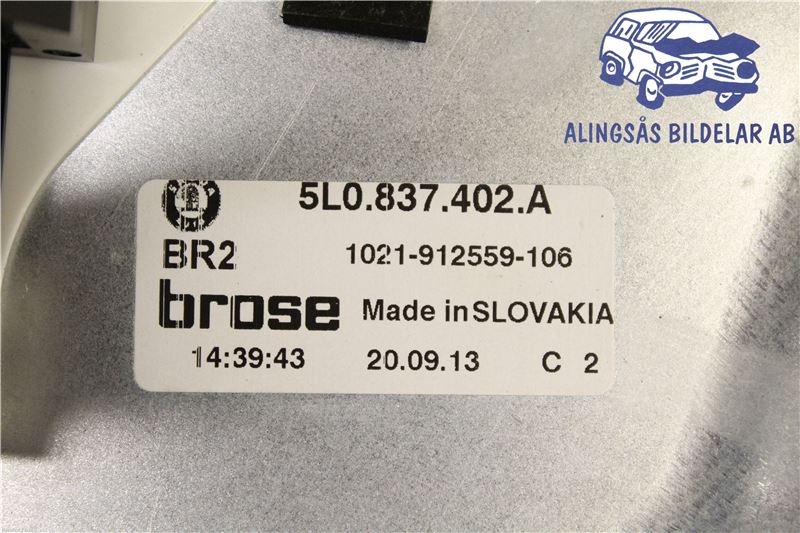 ALINGSÅS BILDELAR AB
5L0.837.402.A
BR2 1021-912559-106
brose Made in SLOVAKIA
14:39:43 20.09.13 C 2